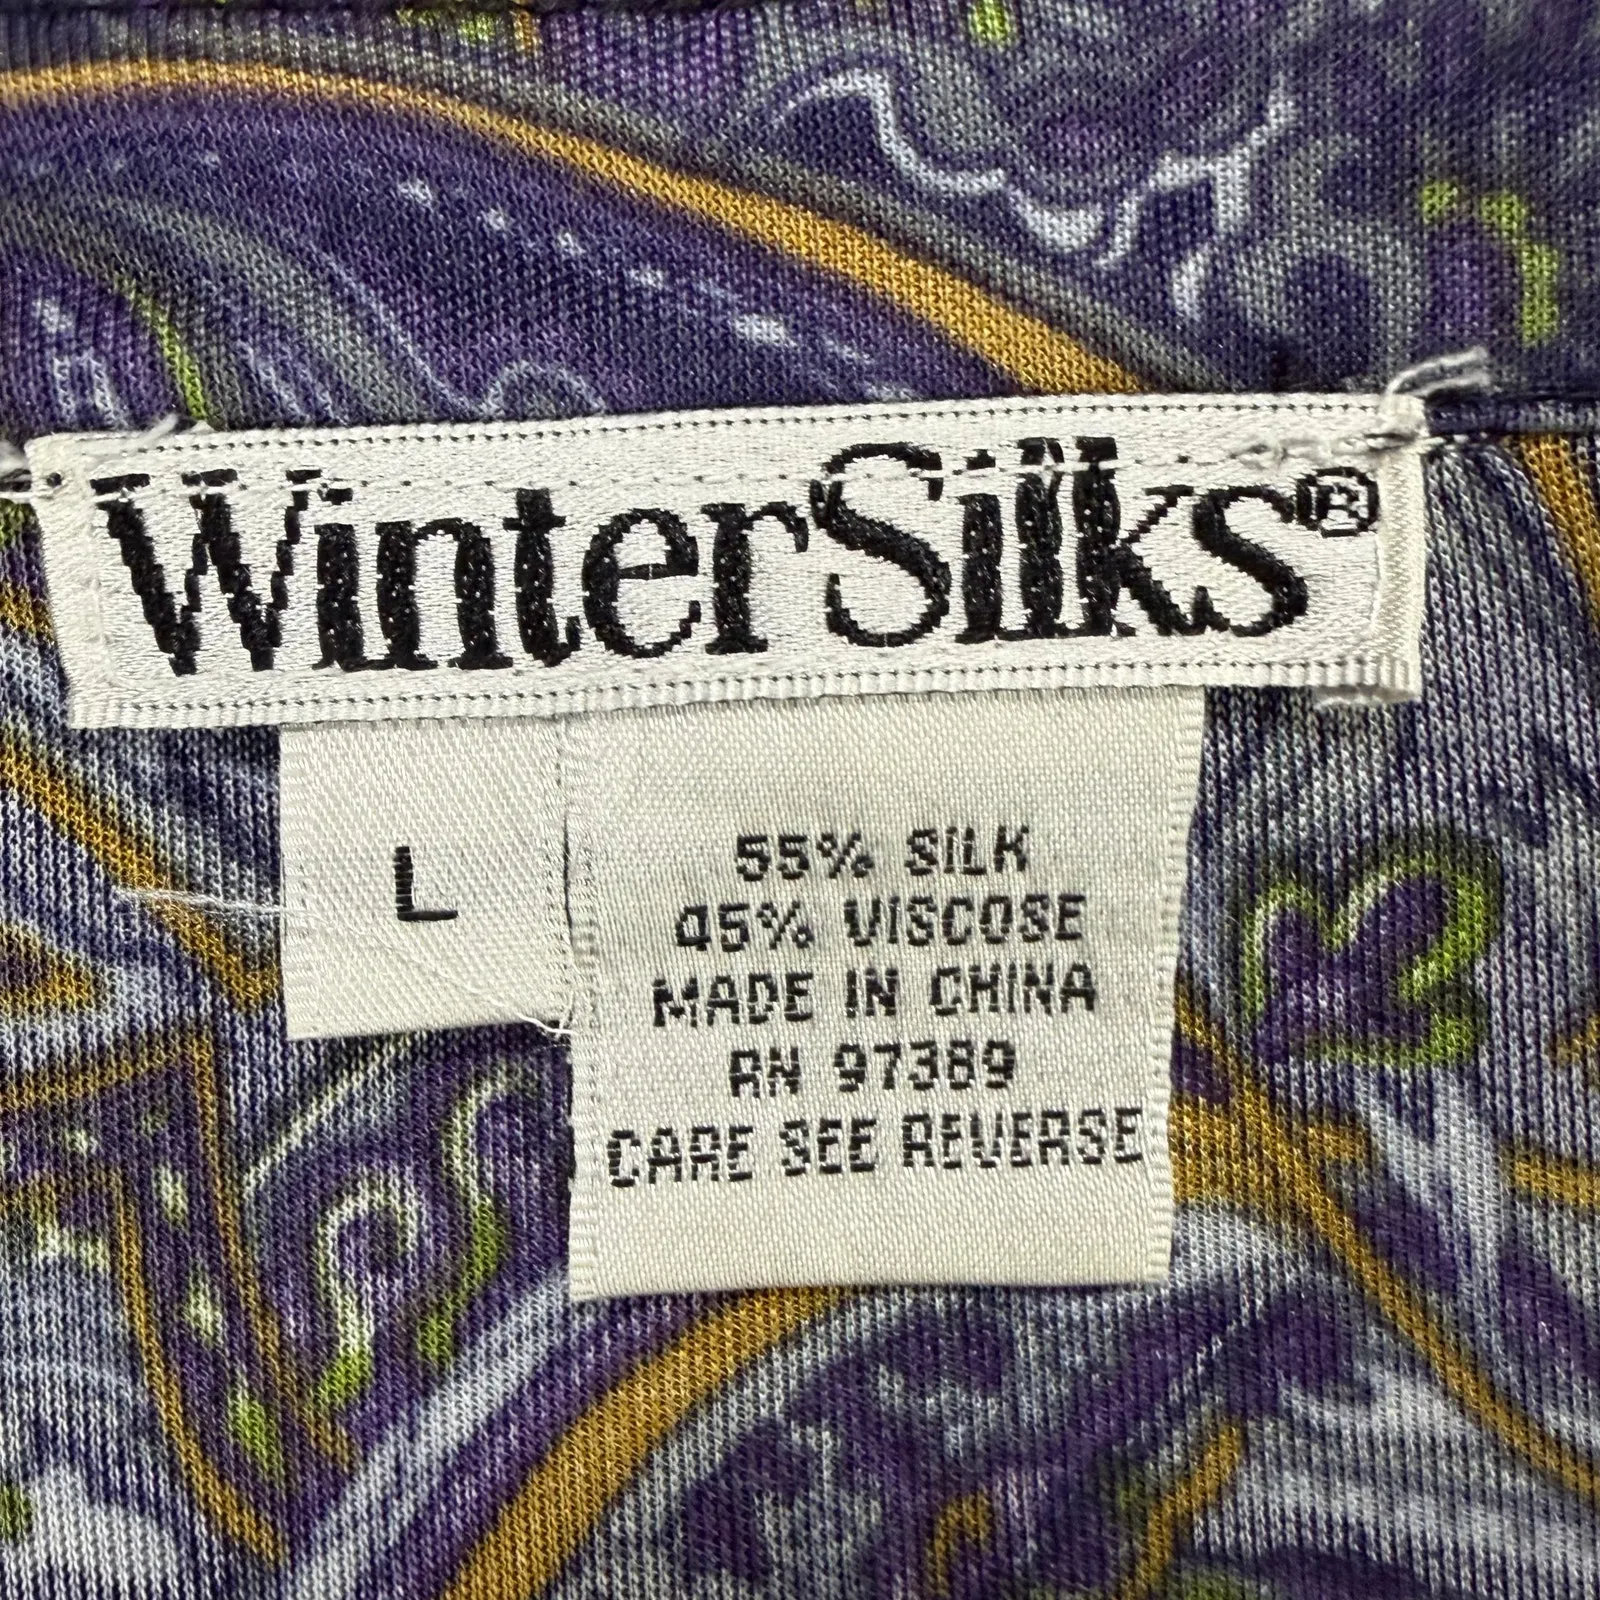 WinterSilks®
L
55% SILK
45% VISCOSE
MADE IN CHINA
RN 97389
CARE SEE REVERSE